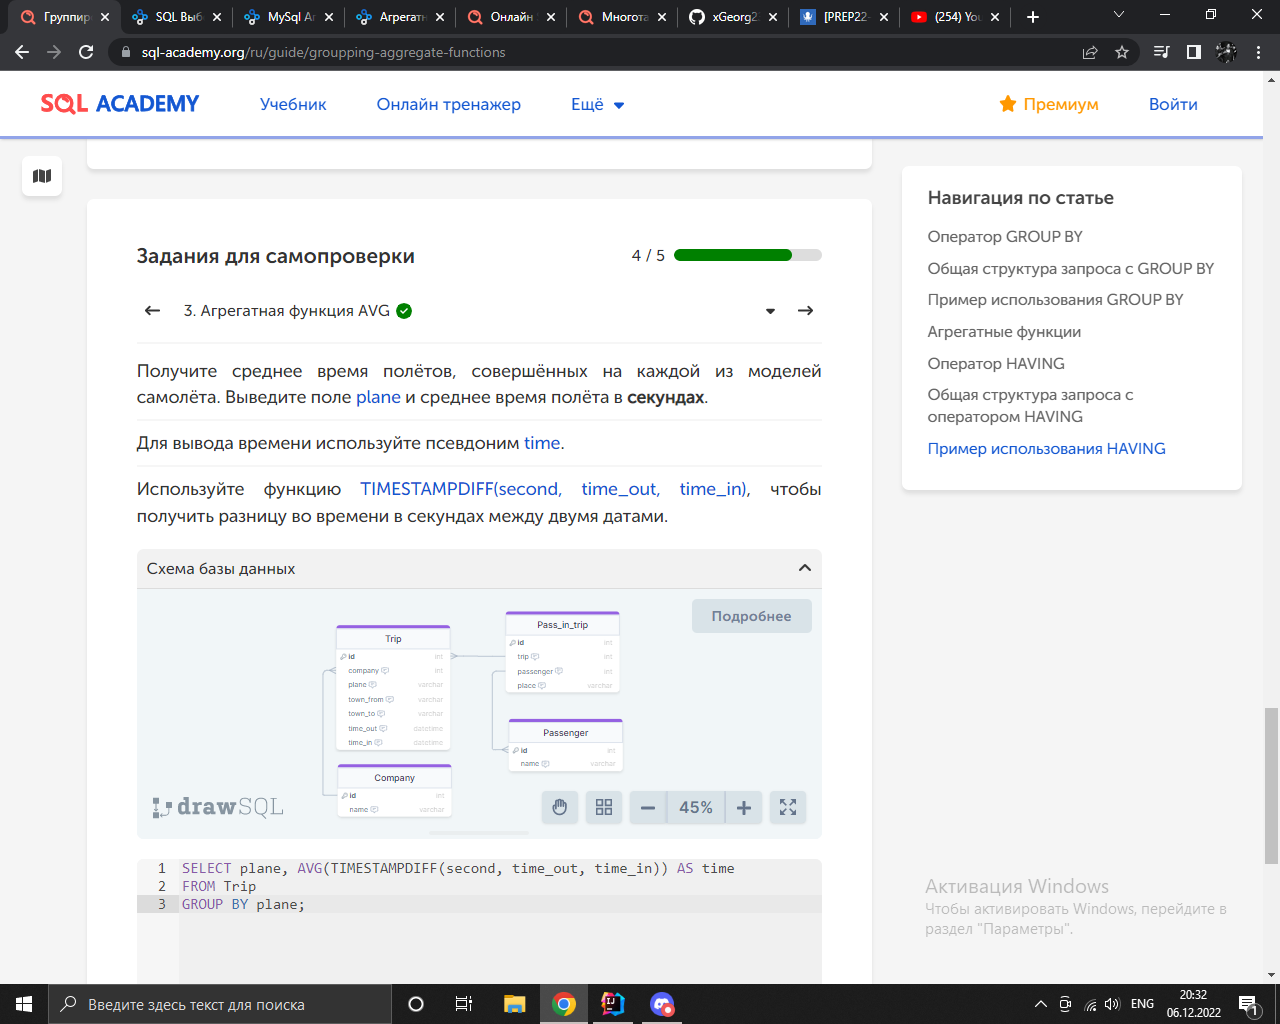 Группиро
SQL Выб
MySql Аг
Агрегатн
Онлайн
Многота
xGeorg2
[PREP22-
(254) You
sql-academy.org/ru/guide/groupping-aggregate-functions
SQL ACADEMY
Учебник
Онлайн тренажер
Ещё
Премиум
Войти
Задания для самопроверки
4 / 5
3. Агрегатная функция AVG
Получите среднее время полётов, совершённых на каждой из моделей
самолёта. Выведите поле plane и среднее время полёта в секундах.
Для вывода времени используйте псевдоним time.
Используйте функцию TIMESTAMPDIFF(second, time_out, time_in), чтобы
получить разницу во времени в секундах между двумя датами.
Схема базы данных
Подробнее
Trip
id int
company int
plane varchar
town_from varchar
town_to varchar
time_out datetime
time_in datetime
Pass_in_trip
id int
trip int
passenger int
place varchar
Passenger
id int
name varchar
Company
id int
name varchar
drawSQL
45%
1 SELECT plane, AVG(TIMESTAMPDIFF(second, time_out, time_in)) AS time
2 FROM Trip
3 GROUP BY plane;
Навигация по статье
Оператор GROUP BY
Общая структура запроса с GROUP BY
Пример использования GROUP BY
Агрегатные функции
Оператор HAVING
Общая структура запроса с
оператором HAVING
Пример использования HAVING
Активация Windows
Чтобы активировать Windows, перейдите в
раздел "Параметры".
Введите здесь текст для поиска
ENG
20:32
06.12.2022
1